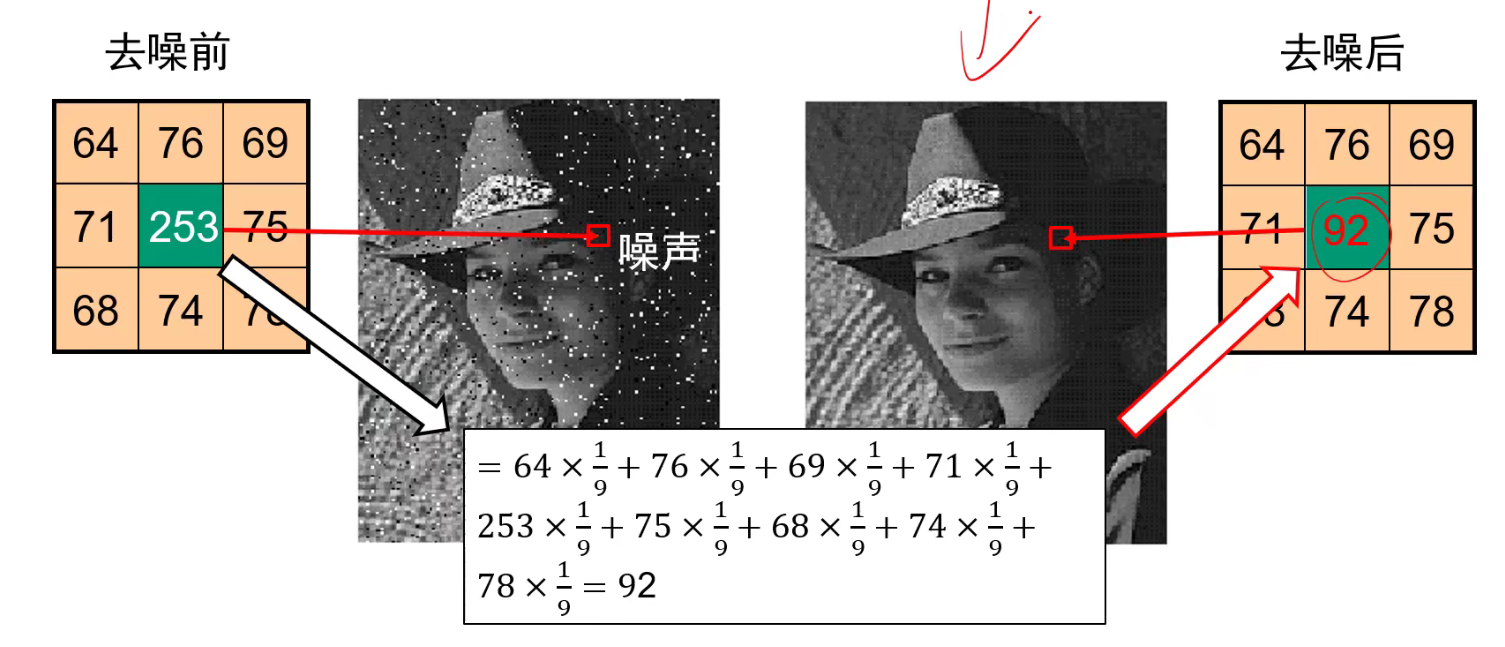 去噪前
去噪后
64 76 69
71 253 75
68 74 78
噪声
64 76 69
71 92 75
74 78
= 64 × 1/9 + 76 × 1/9 + 69 × 1/9 + 71 × 1/9 +
253 × 1/9 + 75 × 1/9 + 68 × 1/9 + 74 × 1/9 +
78 × 1/9 = 92